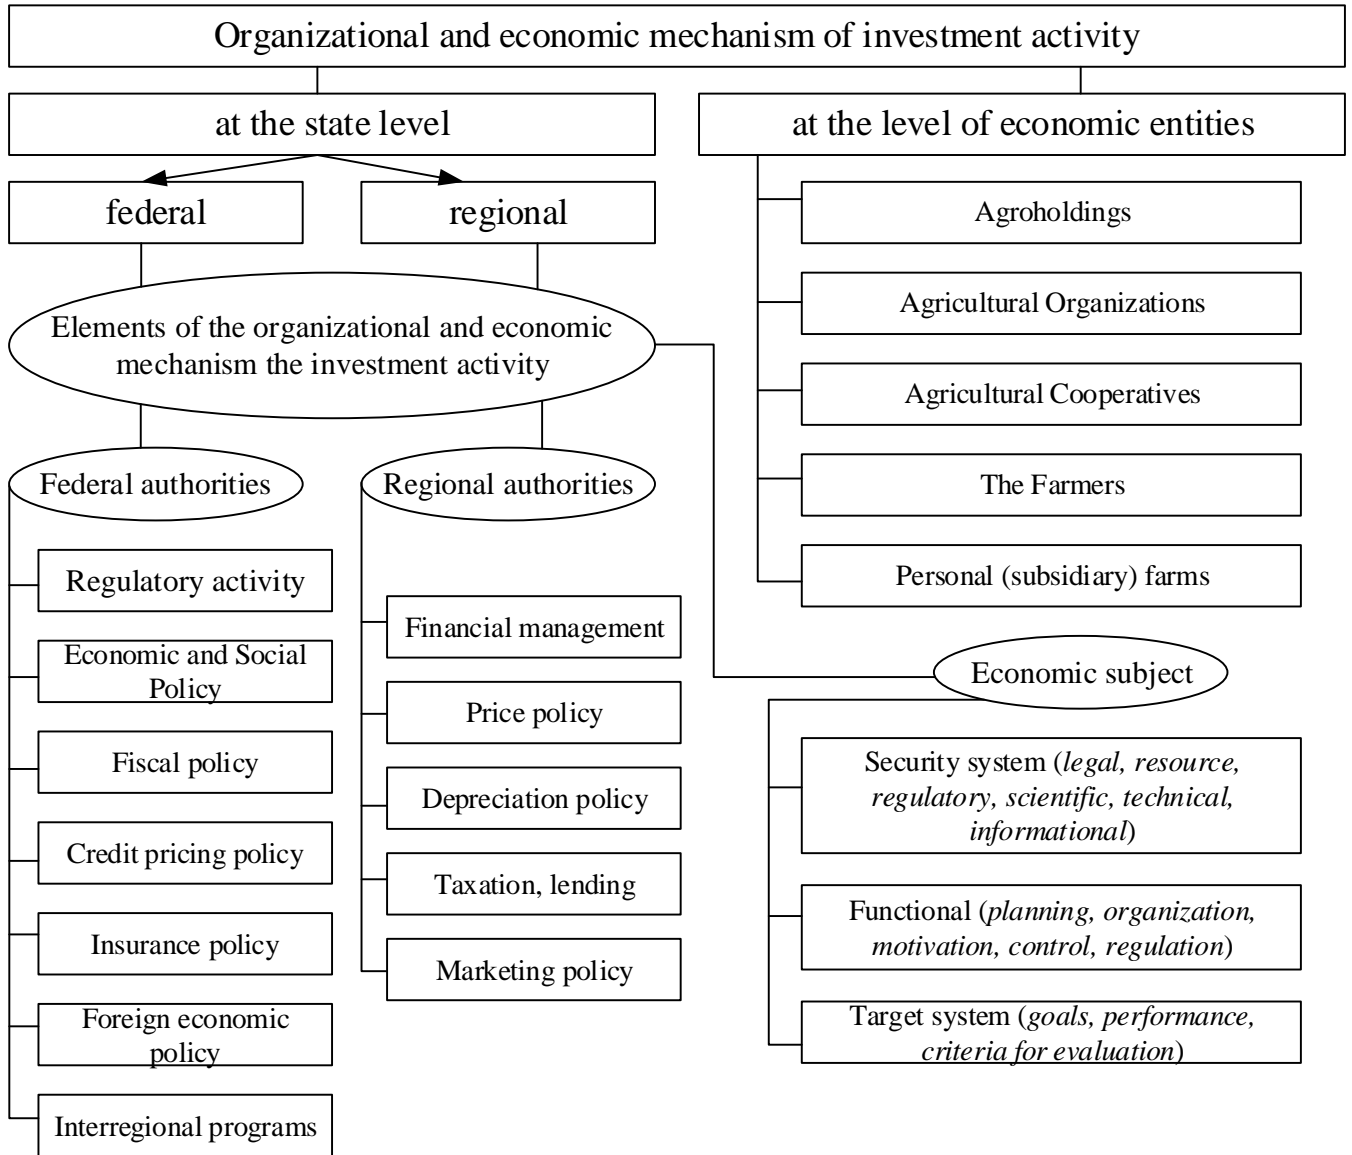 Organizational and economic mechanism of investment activity
at the state level
at the level of economic entities
federal
regional
Agroholdings
Agricultural Organizations
Agricultural Cooperatives
The Farmers
Personal (subsidiary) farms
Elements of the organizational and economic
mechanism the investment activity
Federal authorities
Regional authorities
Regulatory activity
Economic and Social
Policy
Fiscal policy
Credit pricing policy
Insurance policy
Foreign economic
policy
Interregional programs
Financial management
Price policy
Depreciation policy
Taxation, lending
Marketing policy
Economic subject
Security system (legal, resource,
regulatory, scientific, technical,
informational)
Functional (planning, organization,
motivation, control, regulation)
Target system (goals, performance,
criteria for evaluation)